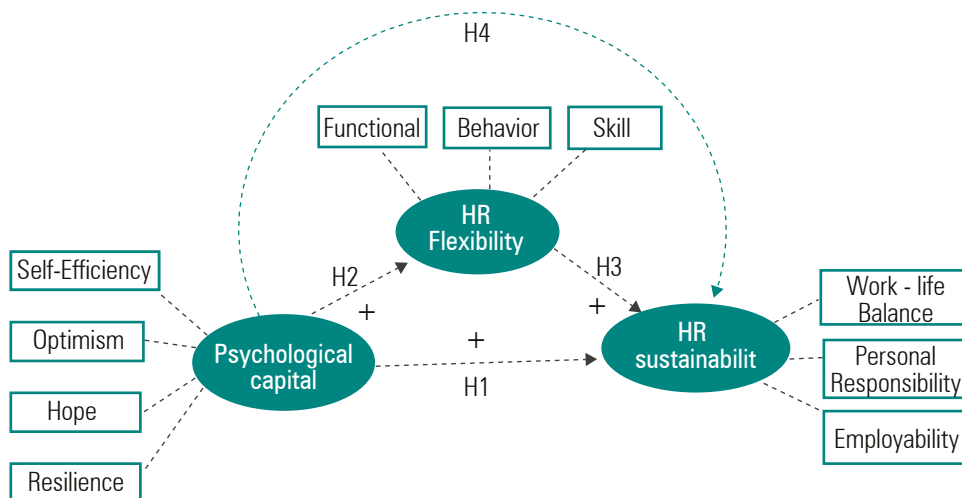 H4
Functional
Behavior
Skill
HR
Flexibility
Self-Efficiency
H2
H3
+
+
Work - life
Balance
Optimism
Psychological
capital
+
H1
HR
sustainabilit
Personal
Responsibility
Hope
Employability
Resilience